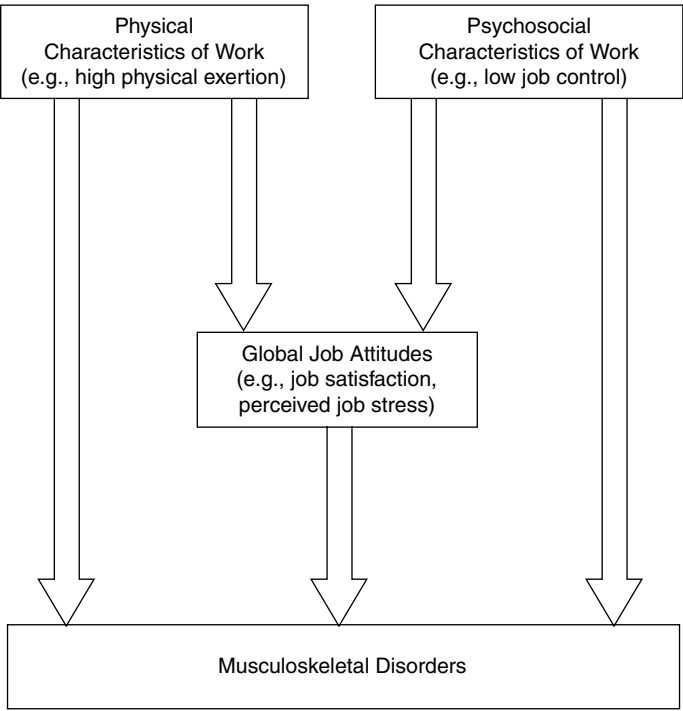 Physical
Characteristics of Work
(e.g., high physical exertion)
Psychosocial
Characteristics of Work
(e.g., low job control)
Global Job Attitudes
(e.g., job satisfaction,
perceived job stress)
Musculoskeletal Disorders